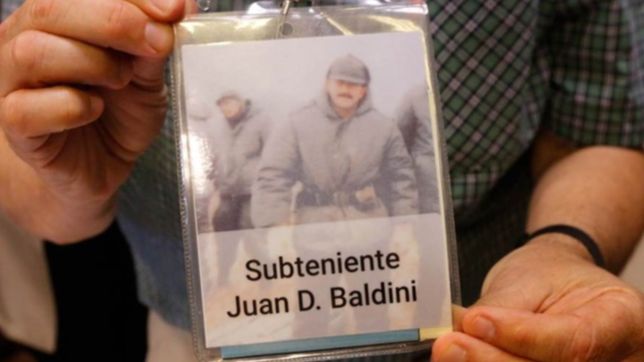 Subteniente
Juan D. Baldini